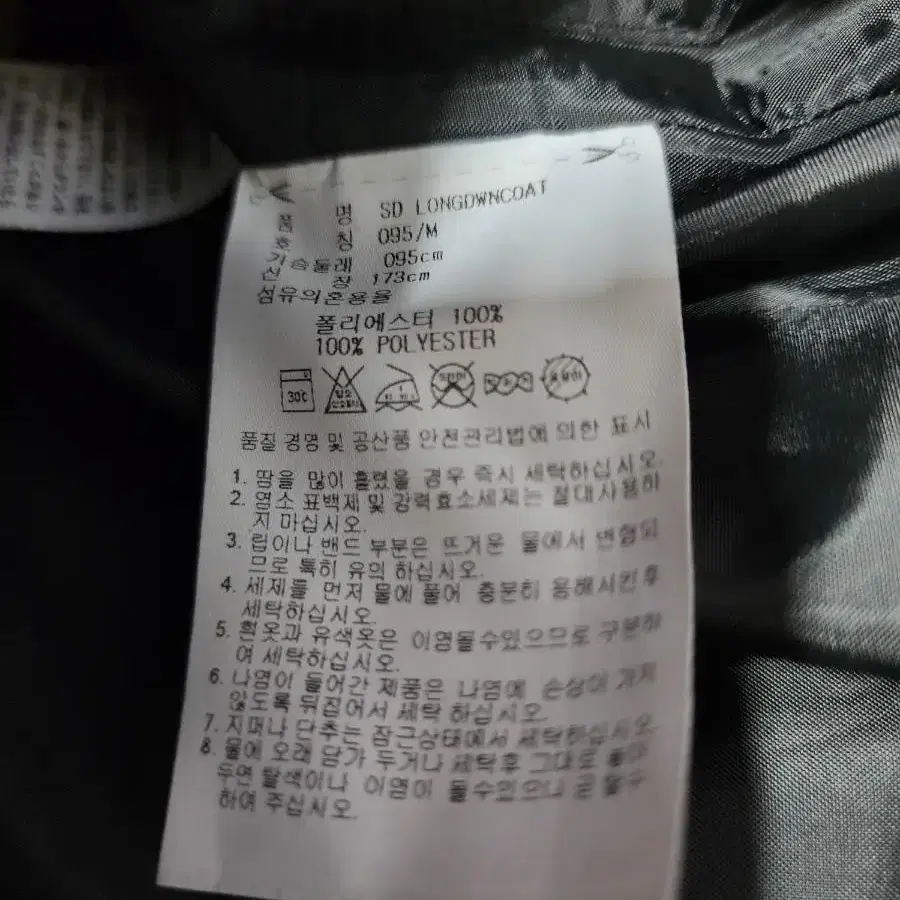 품 명 SD LONGDWNCOAT
호 칭 095/M
가슴둘레 095cm
신 장 173cm
섬유의혼용율
폴리에스터 100%
100% POLYESTER
30℃
품질 경영 및 공산품 안전관리법에 의한 표시
1. 땀을 많이 흘렸을 경우 즉시 세탁하십시오.
2. 염소 표백제 및 강력효소세제는 절대사용하
지 마십시오.
3. 립이나 밴드 부분은 뜨거운 물에서 변형되
므로 특히 유의 하십시오.
4. 세제를 먼저 물에 풀어 충분히 용해시킨후
세탁하십시오.
5. 흰옷과 유색옷은 이염될수있으므로 구분하
여 세탁하십시오.
6. 나염이 들어간 제품은 나염에 손상이 가지
않도록 뒤집어서 세탁 하십시오.
7. 지퍼나 단추는 잠근상태에서 세탁하십시오.
8. 물에 오래 담가 두거나 세탁후 그대로
두면 탈색이나 이염이 될수있으니
하여 주십시오.